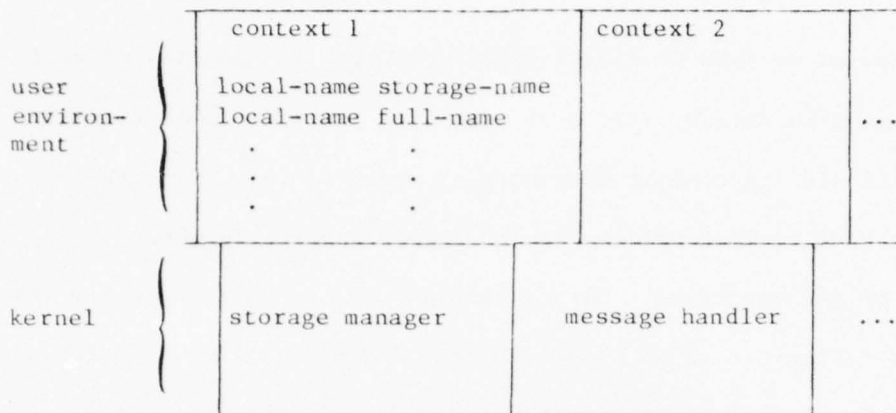 context 1 context 2
user local-name storage-name
environ- local-name full-name ...
ment . .
. .
. .
kernel storage manager message handler ...